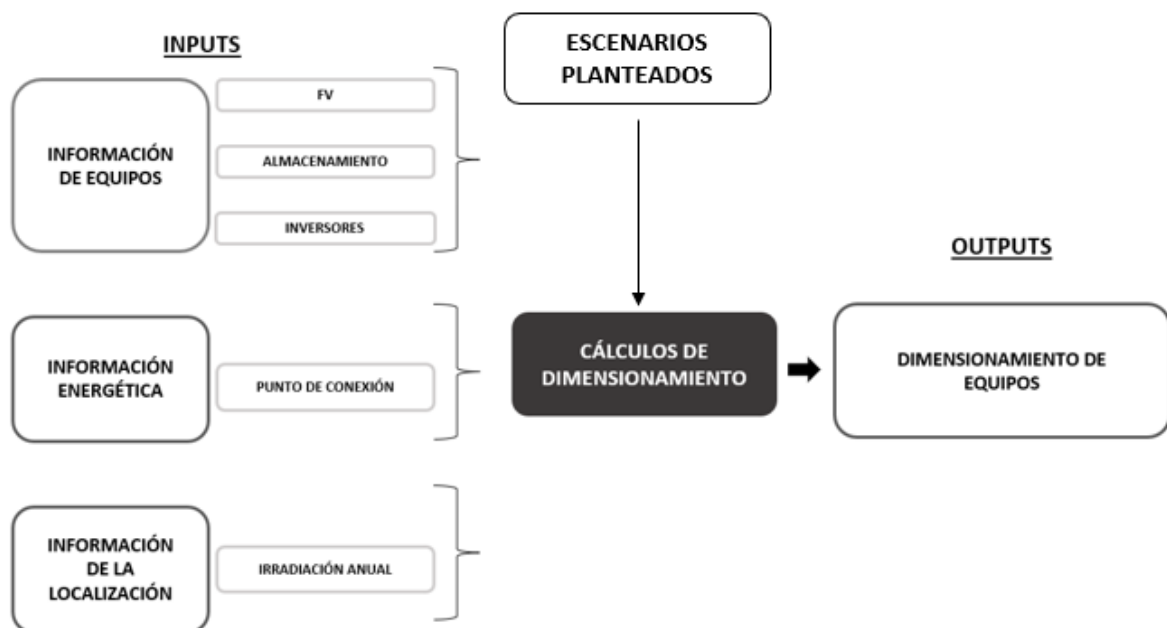 INPUTS
INFORMACIÓN
DE EQUIPOS
FV
ALMACENAMIENTO
INVERSORES
INFORMACIÓN
ENERGÉTICA
PUNTO DE CONEXIÓN
INFORMACIÓN
DE LA
LOCALIZACIÓN
IRRADIACIÓN ANUAL
ESCENARIOS
PLANTEADOS
CÁLCULOS DE
DIMENSIONAMIENTO
OUTPUTS
DIMENSIONAMIENTO DE
EQUIPOS